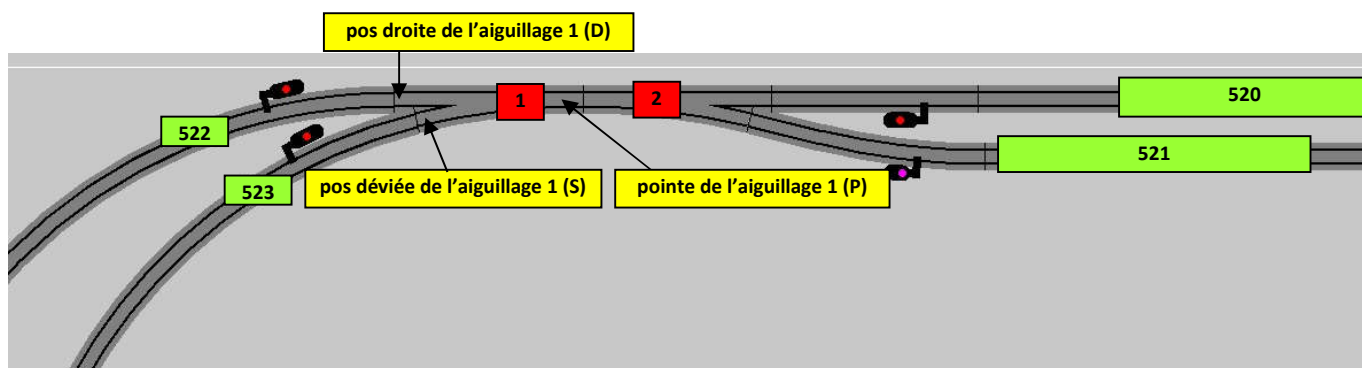 pos droite de l'aiguillage 1 (D)
1
2
520
522
521
523
pos déviée de l'aiguillage 1 (S)
pointe de l'aiguillage 1 (P)